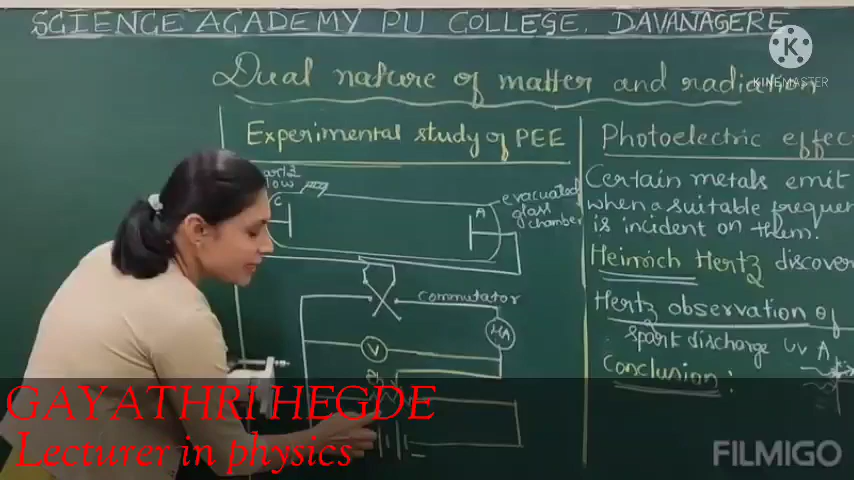 SCIENCE ACADEMY PU COLLEGE, DAVANAGERE
K
KINEMASTER
Dual nature of matter and radiation
Experimental study of PEE
C
A
evacuated
glass
chamber
commutator
μA
V
Photoelectric effec
Certain metals emit
when a suitable frequen
is incident on them.
Heinrich Hertz discover
Hertz observation of
spark discharge UV A
Conclusion:
GAYATHRI HEGDE
Lecturer in physics
FILMIGO